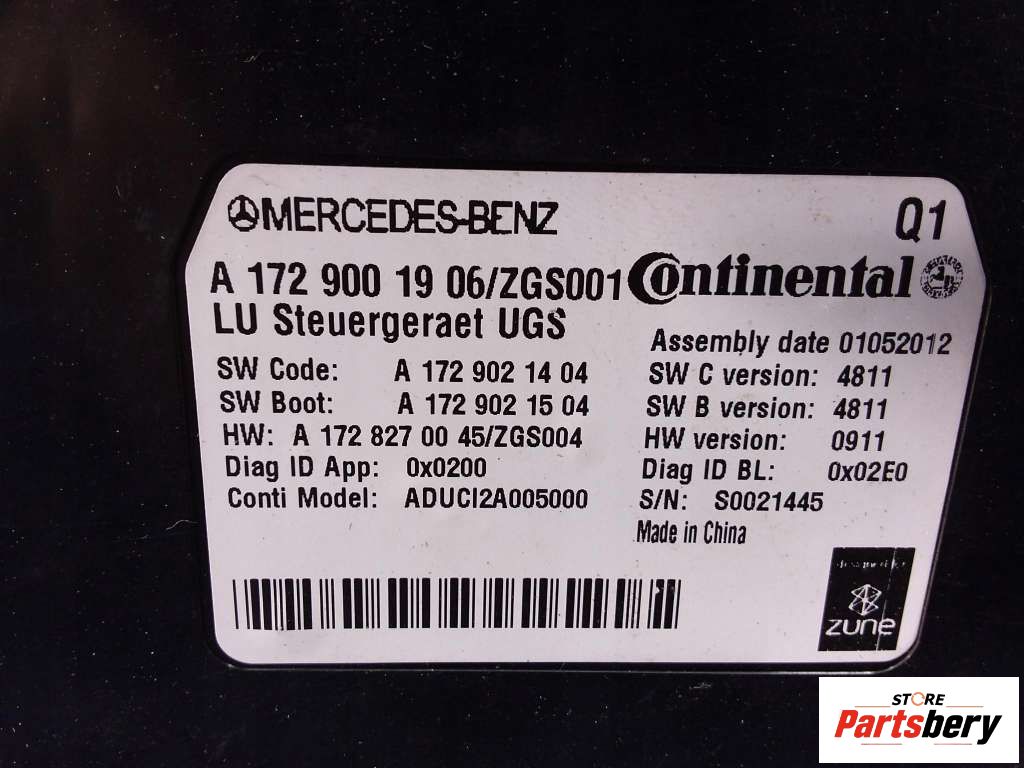 MERCEDES-BENZ
Q1
A 172 900 19 06/ZGS001
Continental
LU Steuergeraet UGS
Assembly date 01052012
SW Code: A 172 902 14 04
SW C version: 4811
SW Boot: A 172 902 15 04
SW B version: 4811
HW: A 172 827 00 45/ZGS004
HW version: 0911
Diag ID App: 0x0200
Diag ID BL: 0x02E0
Conti Model: ADUCI2A005000
S/N: S0021445
Made in China
zune
STORE
Partsbery